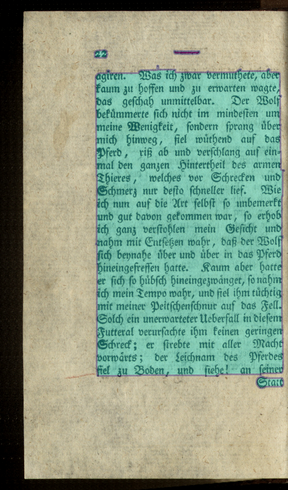 22
agiren. Was ich zwar vermuthete, aber
kaum zu hoffen und zu erwarten wagte,
das geschah unmittelbar. Der Wolf
bekümmerte sich nicht im mindesten um
meine Wenigkeit, sondern sprang über
mich hinweg, fiel wüthend auf das
Pferd, riß ab und verschlang auf ein-
mal den ganzen Hintertheil des armen
Thieres, welches vor Schrecken und
Schmerz nur desto schneller lief. Wie
ich nun auf die Art selbst so unbemerkt
und gut davon gekommen war, so erhob
ich ganz verstohlen mein Gesicht und
nahm mit Entsetzen wahr, daß der Wolf
sich beynahe über und über in das Pferd
hineingefressen hatte. Kaum aber hatte
er sich so hübsch hineingezwänget, so nahm
ich mein Tempo wahr, und fiel ihm tüchtig
mit meiner Peitschenschnur auf das Fell.
Solch ein unerwarteter Ueberfall in diesem
Futteral verursachte ihm keinen geringen
Schreck; er strebte mit aller Macht
vorwärts; der Leichnam des Pferdes
fiel zu Boden, und siehe! an seiner
Statt